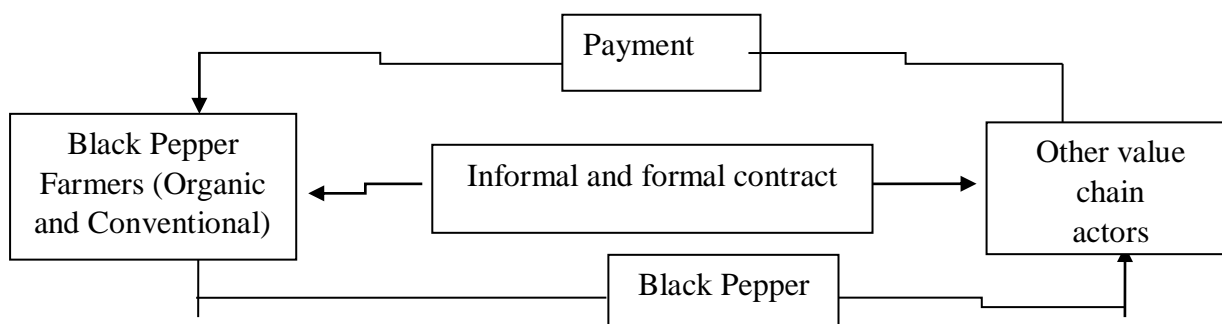 Payment
Black Pepper
Farmers (Organic
and Conventional)
Informal and formal contract
Other value
chain
actors
Black Pepper